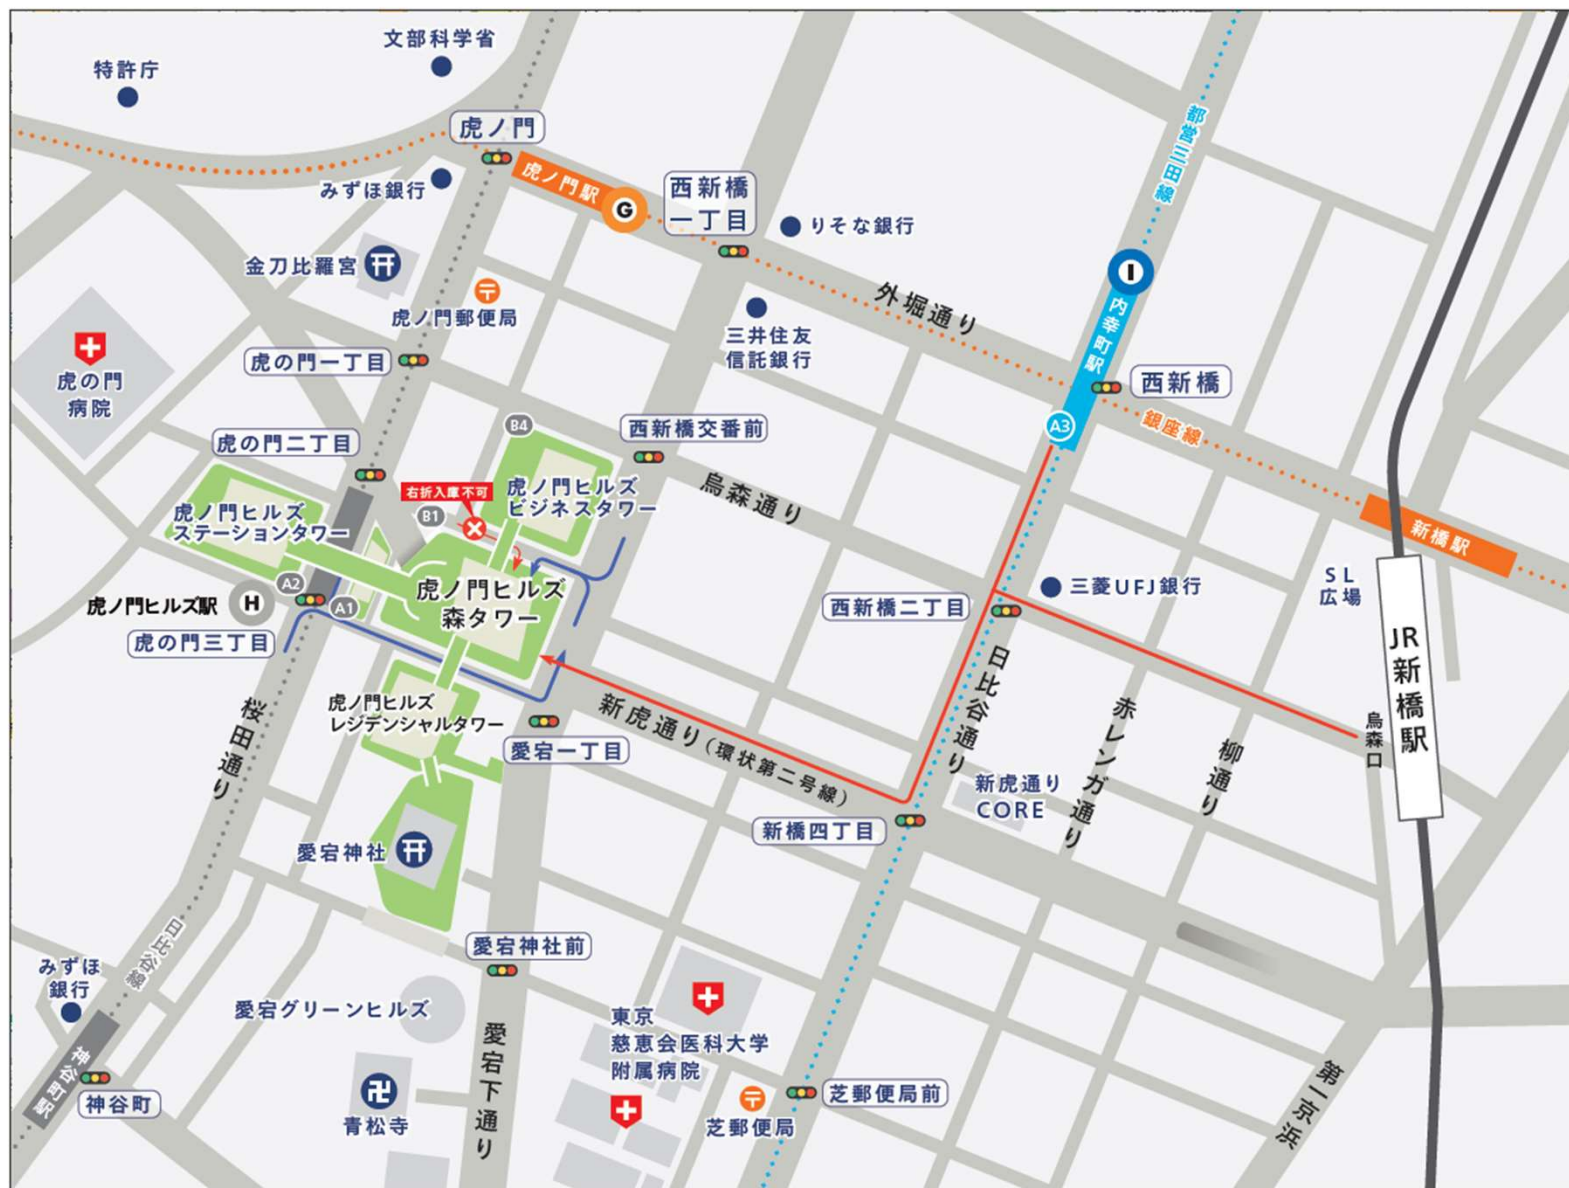 文部科学省
特許庁
虎ノ門
都営三田線
みずほ銀行
虎ノ門駅
G
西新橋
一丁目
りそな銀行
金刀比羅宮
虎ノ門郵便局
I
内幸町駅
外堀通り
三井住友
信託銀行
虎の門一丁目
虎の門
病院
西新橋
A3
銀座線
B4
虎の門二丁目
西新橋交番前
烏森通り
右折入庫不可
虎ノ門ヒルズ
ビジネスタワー
虎ノ門ヒルズ
ステーションタワー
B1
新橋駅
A2
A1
虎ノ門ヒルズ駅
H
虎ノ門ヒルズ
森タワー
西新橋二丁目
三菱UFJ銀行
SL
広場
虎の門三丁目
JR新橋駅
日比谷通り
虎ノ門ヒルズ
レジデンシャルタワー
桜田通り
新虎通り(環状第二号線)
赤レンガ通り
柳通り
烏森口
愛宕一丁目
新虎通り
CORE
新橋四丁目
愛宕神社
愛宕神社前
日比谷線
みずほ
銀行
愛宕グリーンヒルズ
東京
慈恵会医科大学
附属病院
愛宕下通り
神谷町駅
神谷町
青松寺
芝郵便局
芝郵便局前
第一京浜